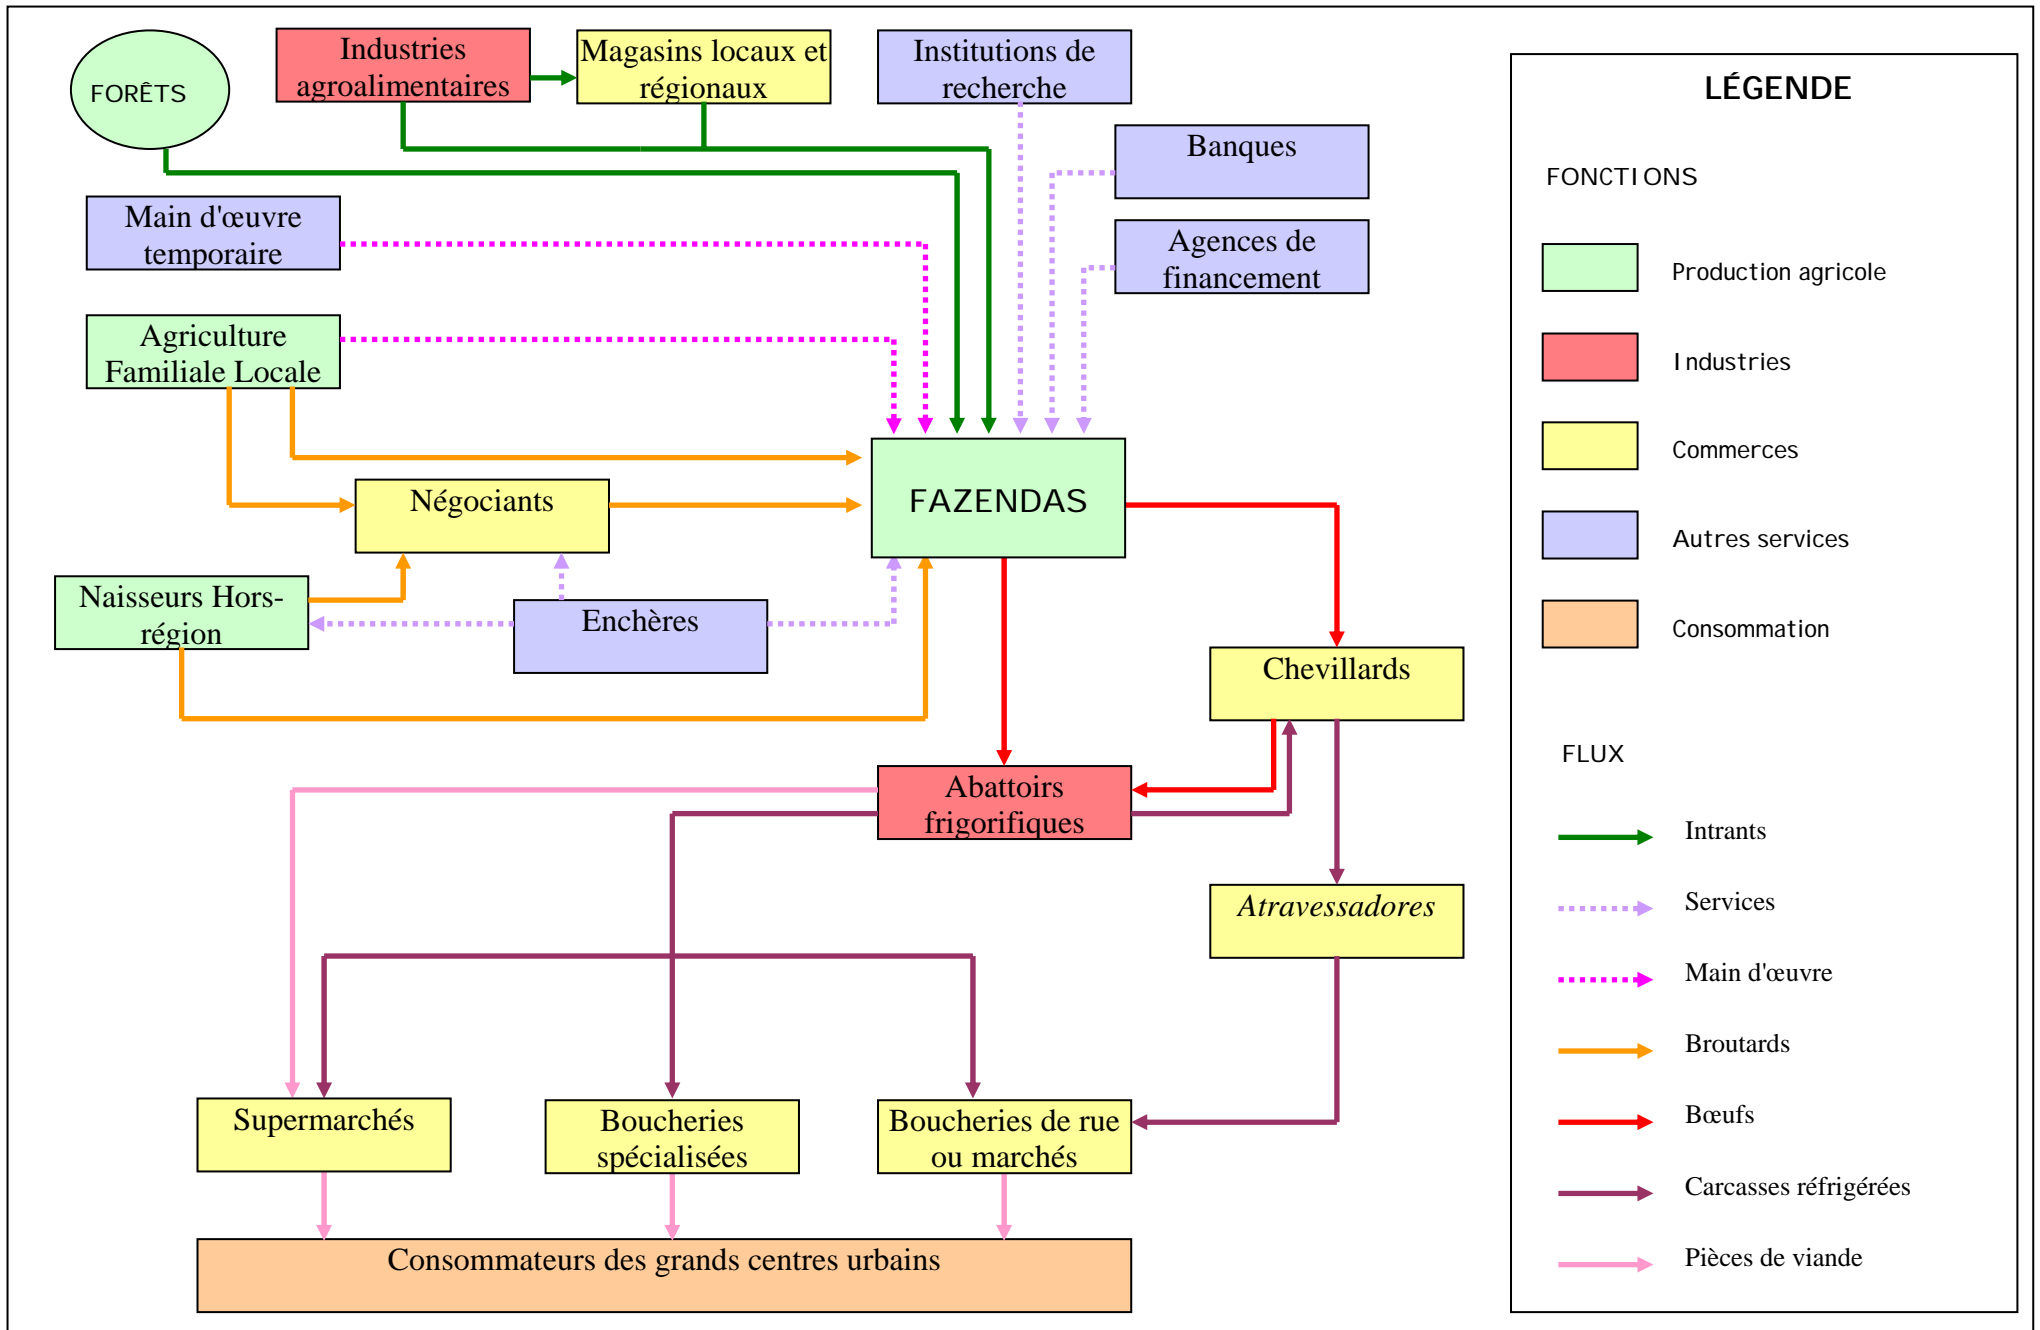 FORÊTS
Industries
agroalimentaires
Magasins locaux et
régionaux
Institutions de
recherche
Banques
Main d'œuvre
temporaire
Agences de
financement
Agriculture
Familiale Locale
Négociants
FAZENDAS
Naisseurs Hors-
région
Enchères
Chevillards
Abattoirs
frigorifiques
Atravessadores
Supermarchés
Boucheries
spécialisées
Boucheries de rue
ou marchés
Consommateurs des grands centres urbains
LÉGENDE
FONCTIONS
Production agricole
Industries
Commerces
Autres services
Consommation
FLUX
Intrants
Services
Main d'œuvre
Broutards
Bœufs
Carcasses réfrigérées
Pièces de viande